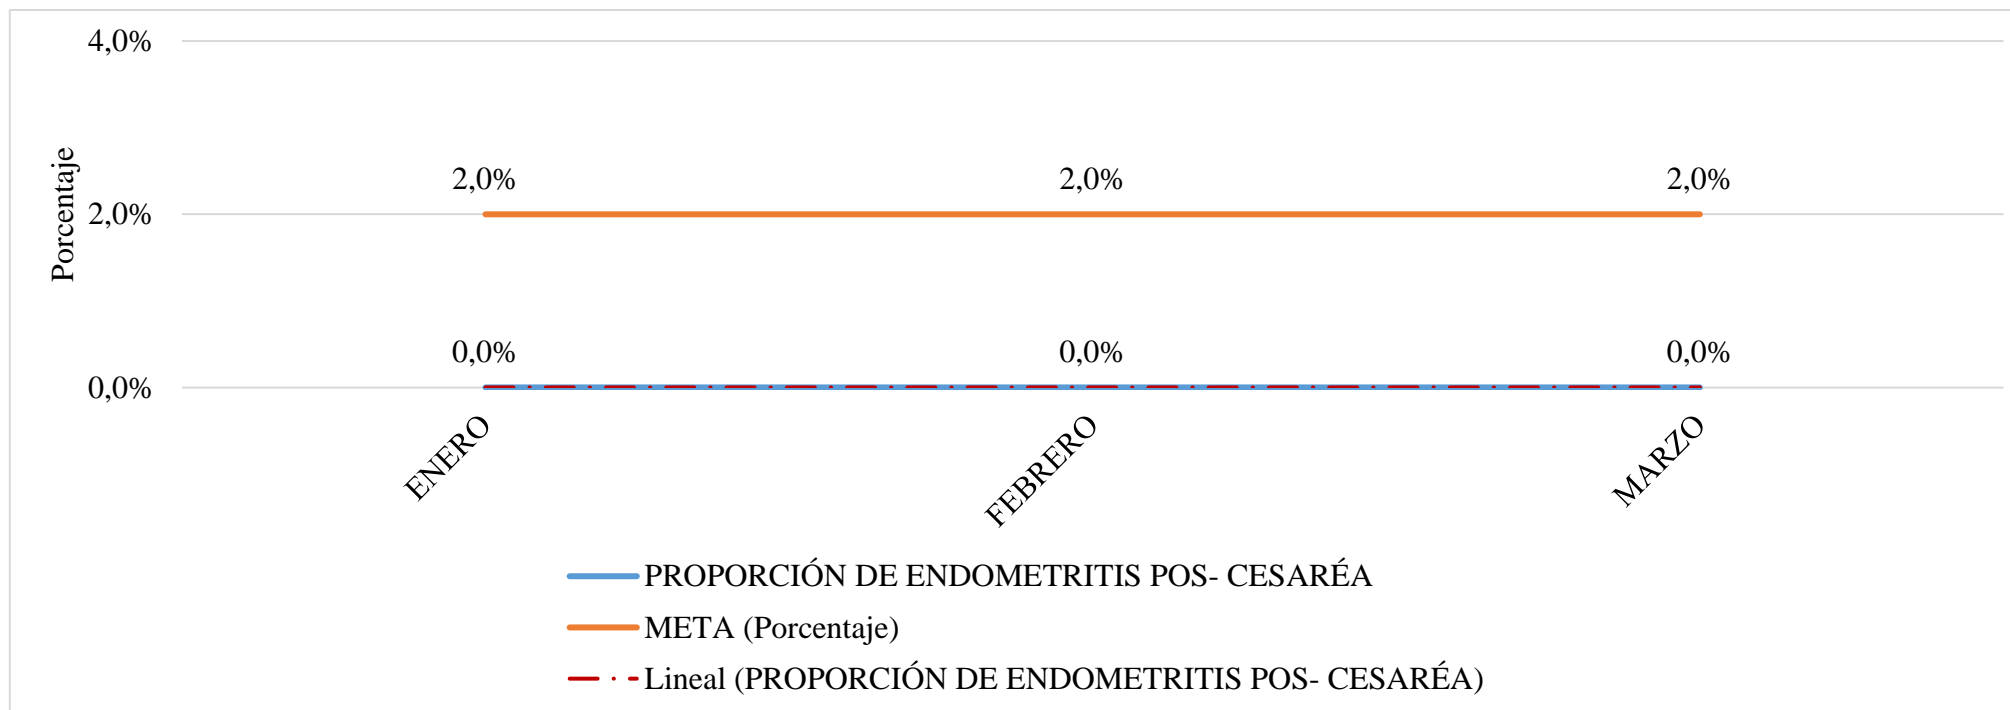 4,0%
Porcentaje
2,0% 2,0% 2,0%
2,0%
0,0% 0,0% 0,0%
0,0%
ENERO FEBRERO MARZO
PROPORCIÓN DE ENDOMETRITIS POS- CESARÉA
META (Porcentaje)
Lineal (PROPORCIÓN DE ENDOMETRITIS POS- CESARÉA)